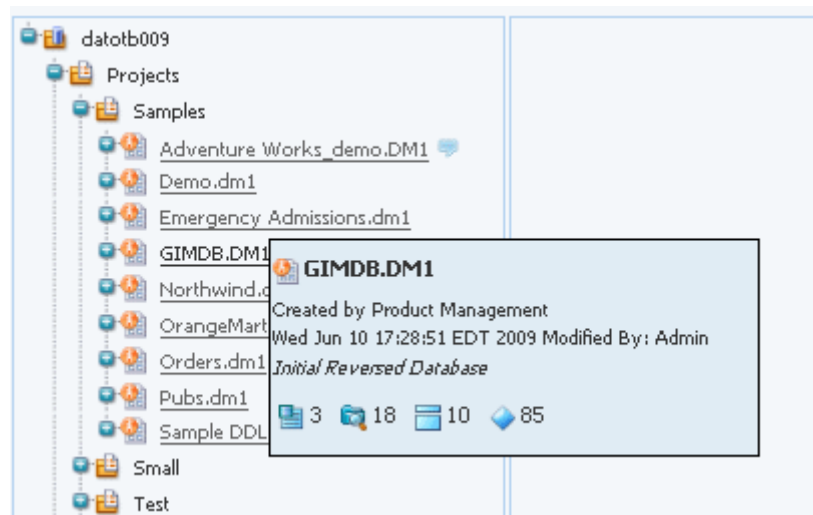 datotb009
Projects
Samples
Adventure Works_demo.DM1
Demo.dm1
Emergency Admissions.dm1
GIMDB.DM1
Northwind.
OrangeMart
Orders.dm1
Pubs.dm1
Sample DDL
Small
Test
GIMDB.DM1
Created by Product Management
Wed Jun 10 17:28:51 EDT 2009 Modified By: Admin
Initial Reversed Database
3 18 10 85